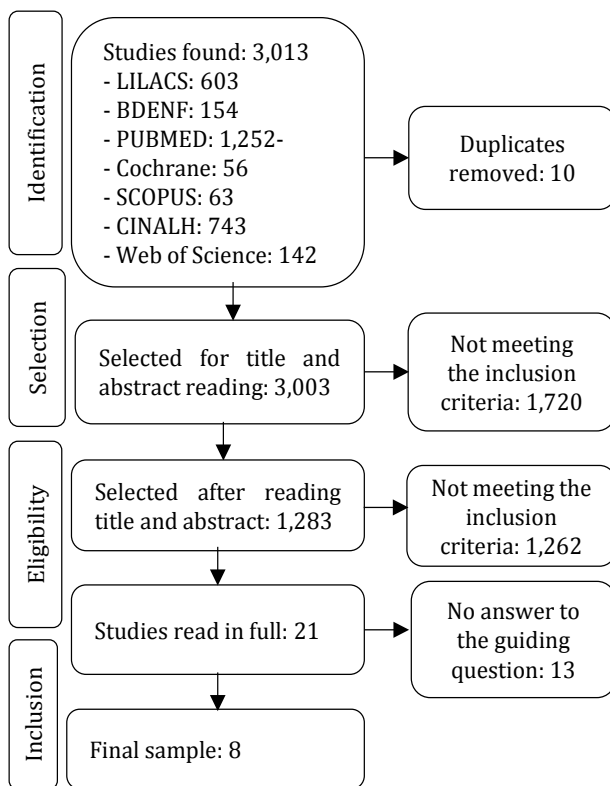 Identification
Studies found: 3,013
- LILACS: 603
- BDENF: 154
- PUBMED: 1,252-
- Cochrane: 56
- SCOPUS: 63
- CINALH: 743
- Web of Science: 142
Duplicates
removed: 10
Selection
Selected for title and
abstract reading: 3,003
Not meeting
the inclusion
criteria: 1,720
Eligibility
Selected after reading
title and abstract: 1,283
Not meeting the
inclusion
criteria: 1,262
Studies read in full: 21
No answer to
the guiding
question: 13
Inclusion
Final sample: 8